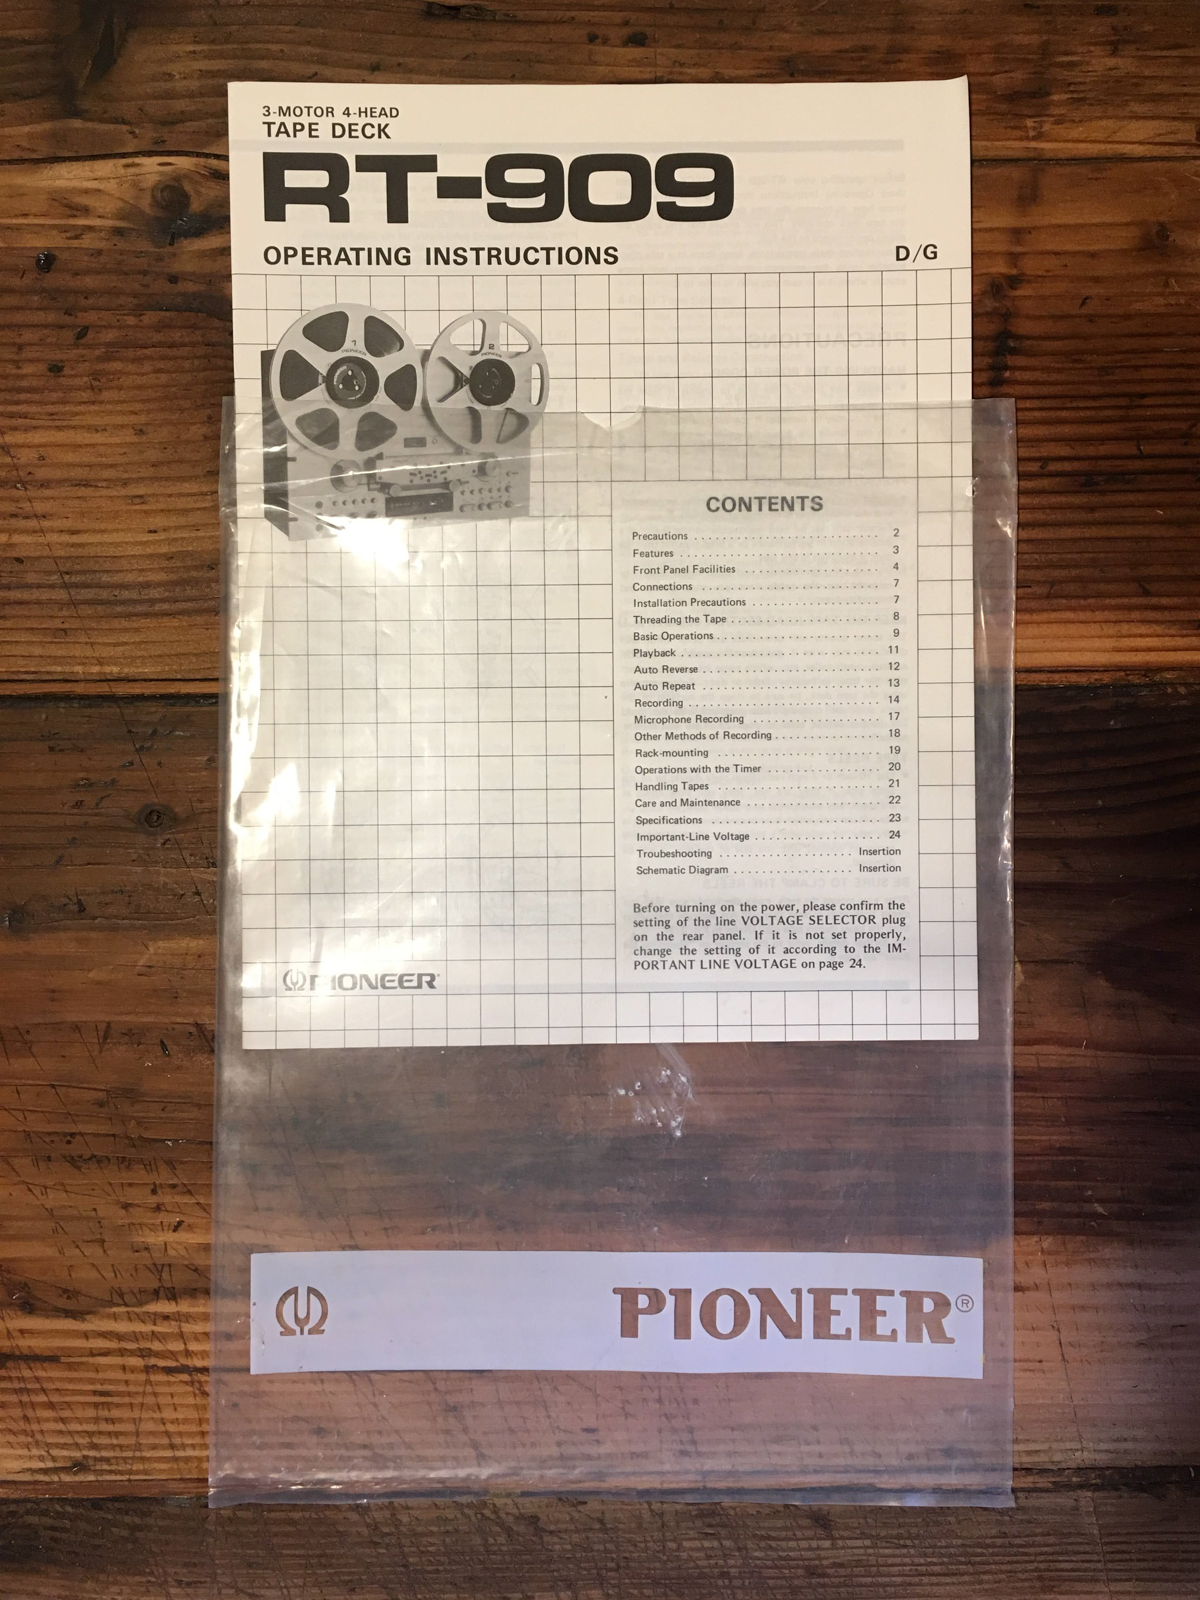 3-MOTOR 4-HEAD
TAPE DECK
RT-909
OPERATING INSTRUCTIONS D/G
1
PIONEER
2
PIONEER
CONTENTS
Precautions . . . . . . . . . . . . . . . . . . . . . . . . . . 2
Features . . . . . . . . . . . . . . . . . . . . . . . . . . . . 3
Front Panel Facilities . . . . . . . . . . . . . . . . . . . 4
Connections . . . . . . . . . . . . . . . . . . . . . . . . . 7
Installation Precautions . . . . . . . . . . . . . . . . . . 7
Threading the Tape . . . . . . . . . . . . . . . . . . . . . 8
Basic Operations . . . . . . . . . . . . . . . . . . . . . . . 9
Playback . . . . . . . . . . . . . . . . . . . . . . . . . . . . 11
Auto Reverse . . . . . . . . . . . . . . . . . . . . . . . . . 12
Auto Repeat . . . . . . . . . . . . . . . . . . . . . . . . . 13
Recording . . . . . . . . . . . . . . . . . . . . . . . . . . . 14
Microphone Recording . . . . . . . . . . . . . . . . . . 17
Other Methods of Recording . . . . . . . . . . . . . . . 18
Rack-mounting . . . . . . . . . . . . . . . . . . . . . . . 19
Operations with the Timer . . . . . . . . . . . . . . . . 20
Handling Tapes . . . . . . . . . . . . . . . . . . . . . . . 21
Care and Maintenance . . . . . . . . . . . . . . . . . . . 22
Specifications . . . . . . . . . . . . . . . . . . . . . . . . 23
Important-Line Voltage . . . . . . . . . . . . . . . . . . 24
Troubeshooting . . . . . . . . . . . . . . . . . . . Insertion
Schematic Diagram . . . . . . . . . . . . . . . . . Insertion
Before turning on the power, please confirm the
setting of the line VOLTAGE SELECTOR plug
on the rear panel. If it is not set properly,
change the setting of it according to the IM-
PORTANT LINE VOLTAGE on page 24.
PIONEER
PIONEER®